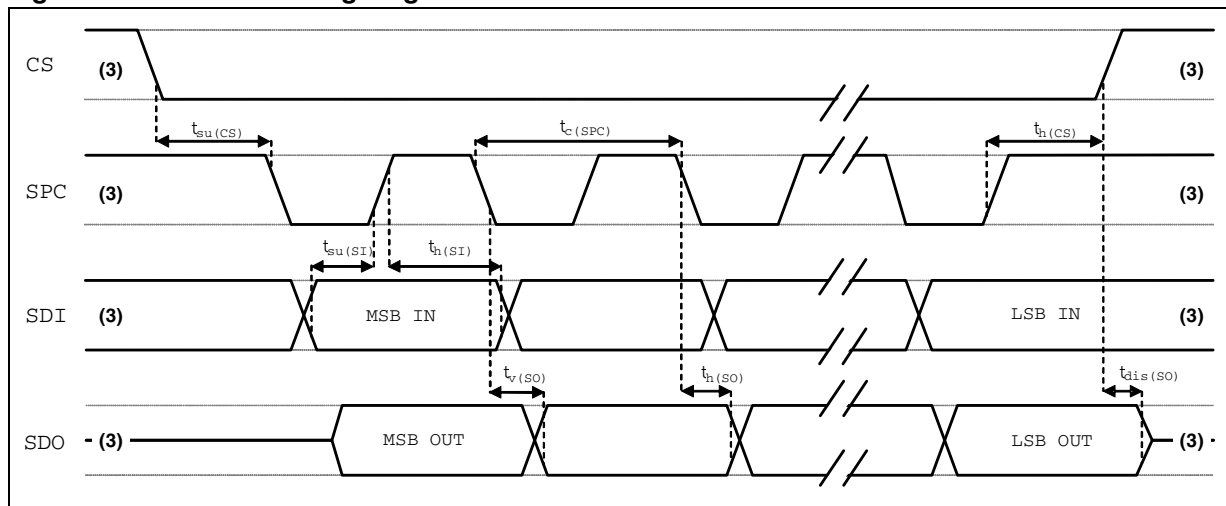 CS (3) (3)
t_su(CS) t_c(SPC) t_h(CS)
SPC (3) (3)
t_su(SI) t_h(SI)
SDI (3) MSB IN LSB IN (3)
t_v(SO) t_h(SO) t_dis(SO)
SDO (3) MSB OUT LSB OUT (3)